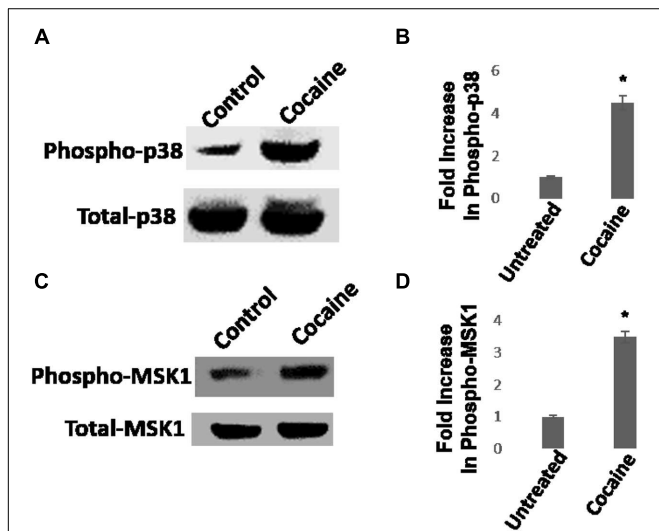 A
Control
Cocaine
Phospho-p38
Total-p38
B
Fold Increase
In Phospho-p38
6
4
2
0
*
Untreated
Cocaine
C
Control
Cocaine
Phospho-MSK1
Total-MSK1
D
Fold Increase
In Phospho-MSK1
4
3
2
1
0
*
Untreated
Cocaine